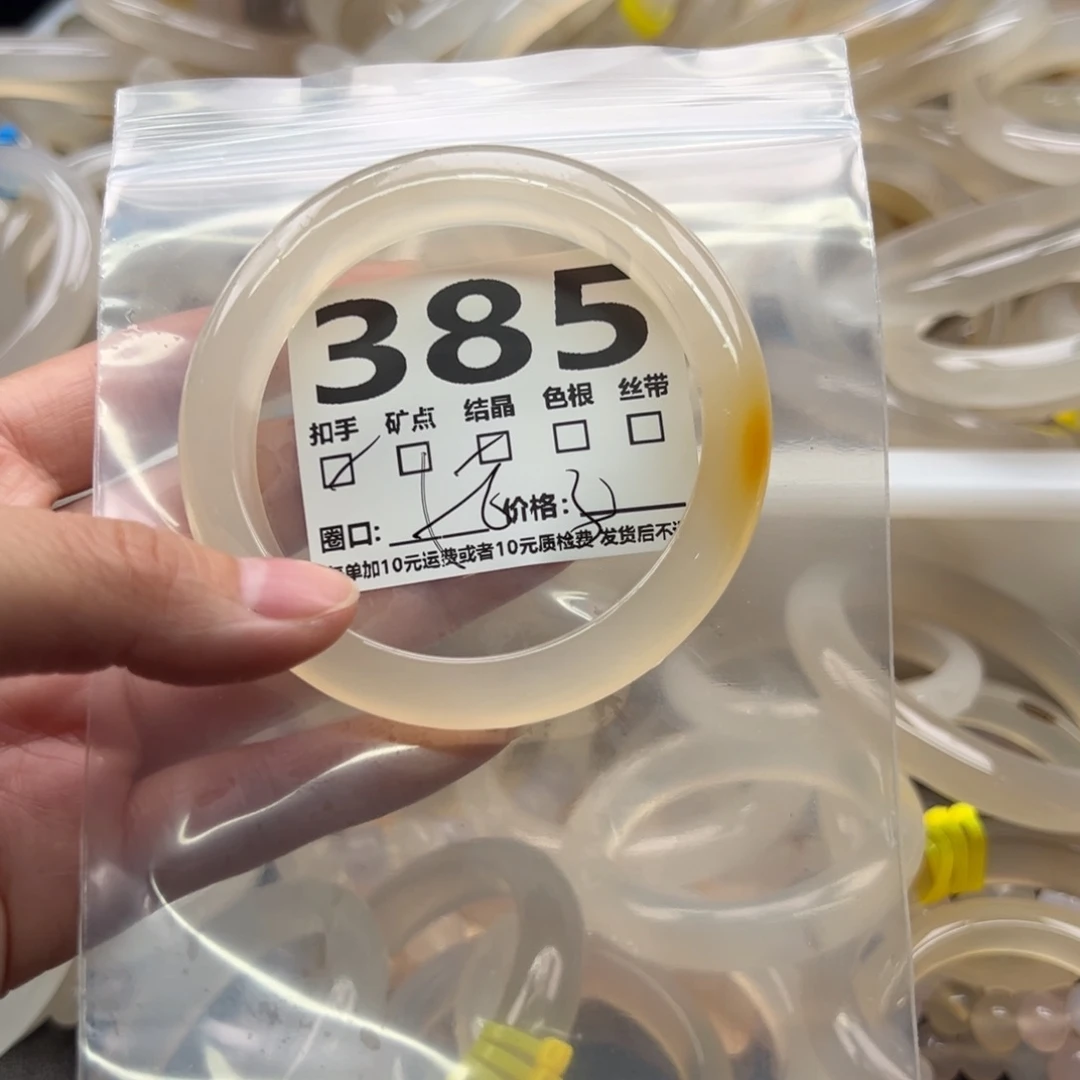 385
扣手 矿点 结晶 色根 丝带
圈口: 价格:
单加10元运费或者10元质检费 发货后不